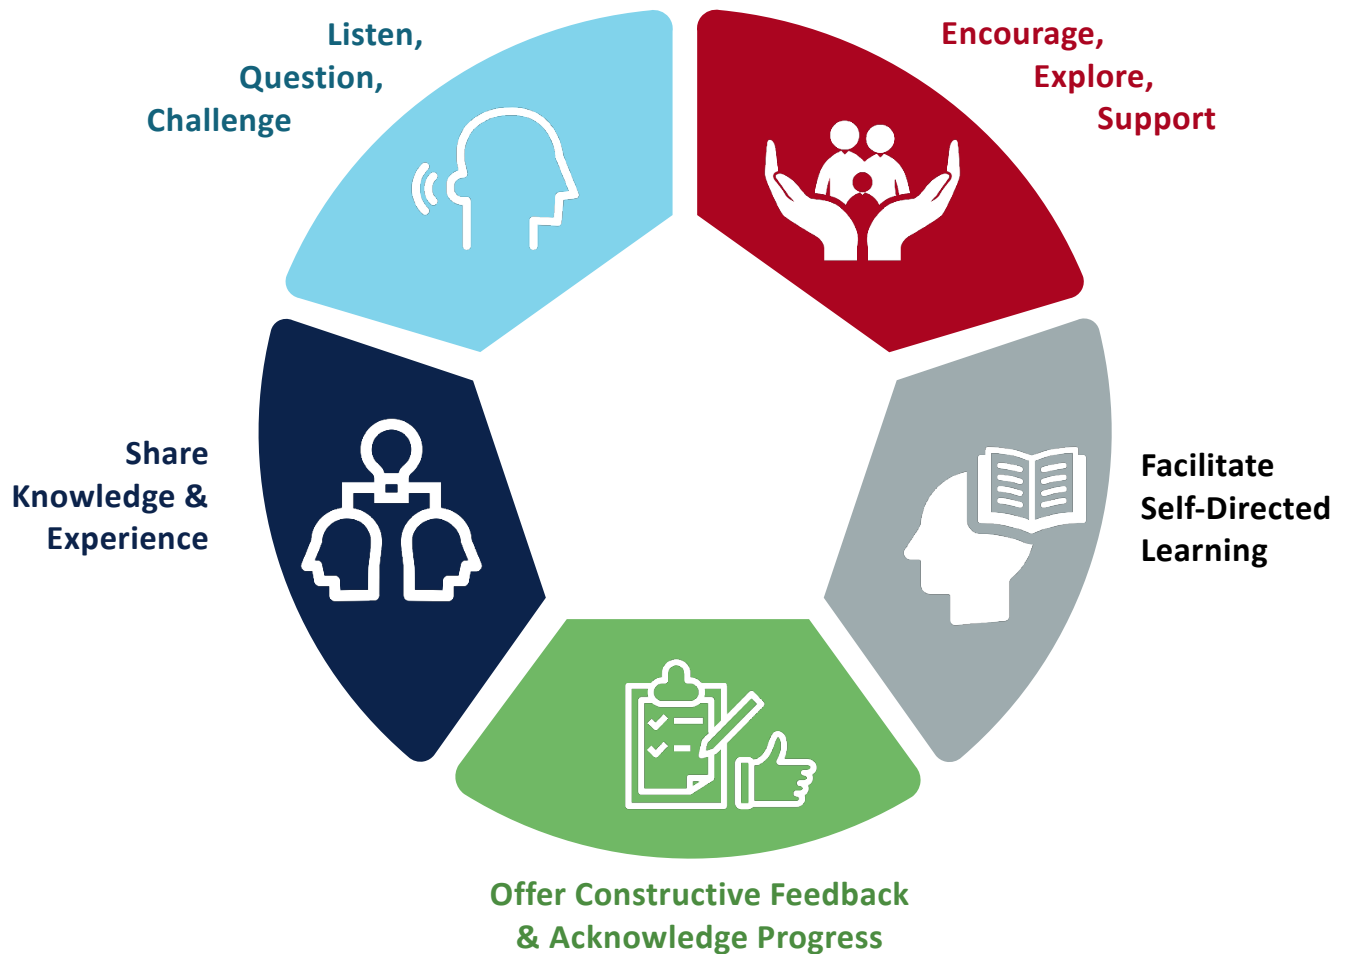 Listen,
Question,
Challenge
Encourage,
Explore,
Support
Share
Knowledge &
Experience
Facilitate
Self-Directed
Learning
Offer Constructive Feedback
& Acknowledge Progress